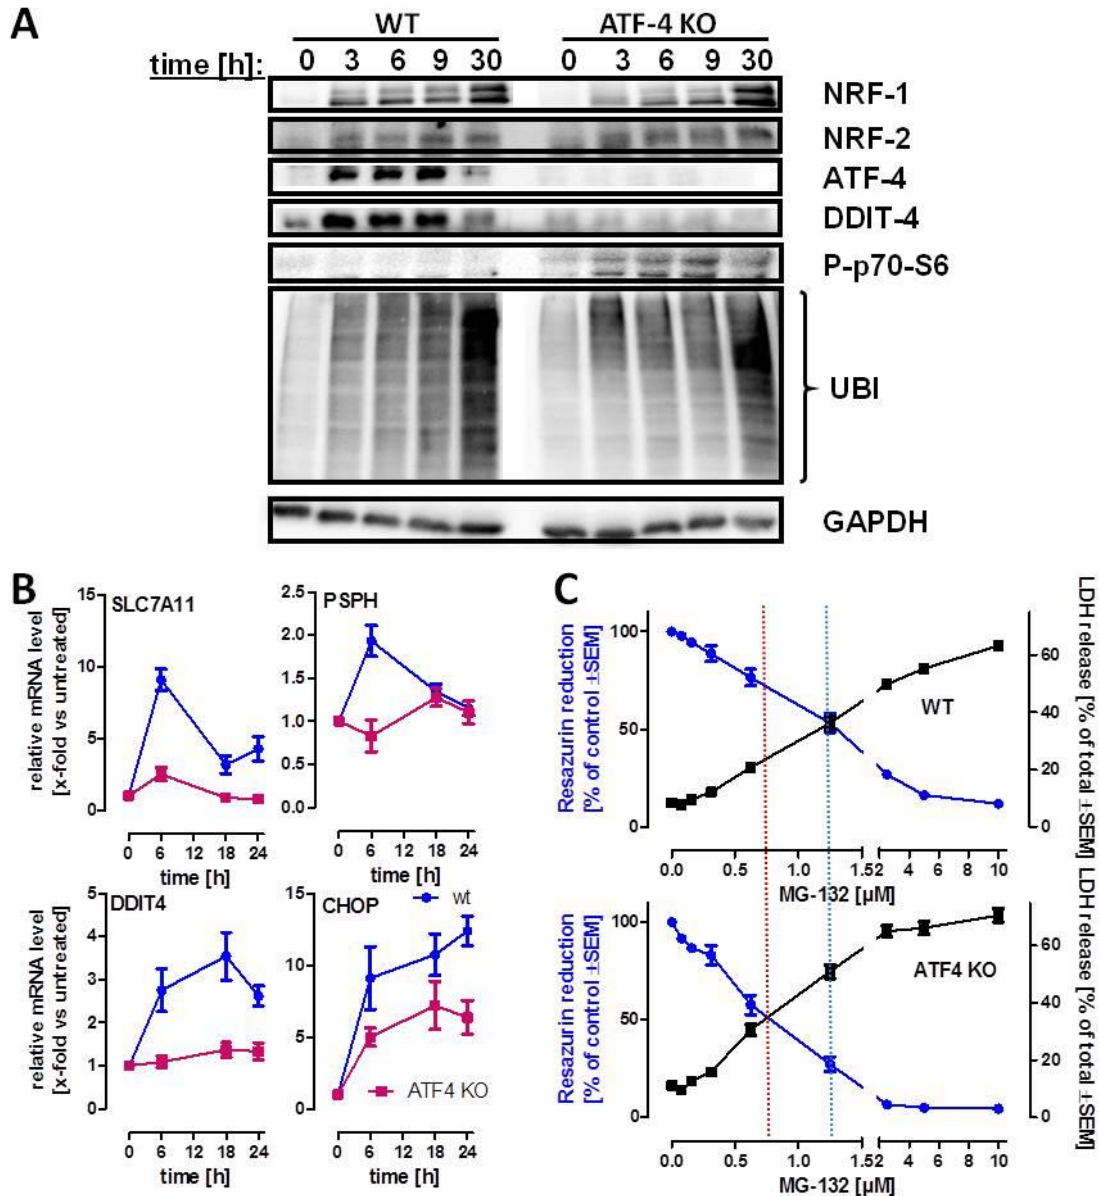 A
WT ATF-4 KO
time [h]: 0 3 6 9 30 0 3 6 9 30
NRF-1
NRF-2
ATF-4
DDIT-4
P-p70-S6
UBI
GAPDH
B
relative mRNA level
[x-fold vs untreated]
SLC7A11
15
10
5
0
0 6 12 18 24
time [h]
PSPH
2.5
2.0
1.5
1.0
0.5
0.0
0 6 12 18 24
time [h]
relative mRNA level
[x-fold vs untreated]
DDIT4
5
4
3
2
1
0
0 6 12 18 24
time [h]
CHOP
15
10
5
0
wt
ATF4 KO
0 6 12 18 24
time [h]
C
Resazurin reduction
[% of control ±SEM]
100
50
0
WT
60
40
20
0
LDH release [% of total ±SEM]
0.0 0.5 1.0 1.5 2 4 6 8 10
MG-132 [µM]
Resazurin reduction
[% of control ±SEM]
100
50
0
ATF4 KO
60
40
20
0
LDH release [% of total ±SEM]
0.0 0.5 1.0 1.5 2 4 6 8 10
MG-132 [µM]